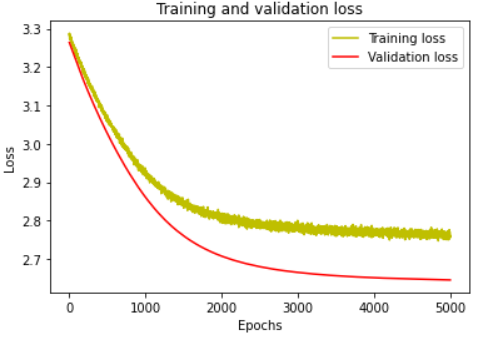 Training and validation loss
Training loss
Validation loss
Loss
3.3
3.2
3.1
3.0
2.9
2.8
2.7
0 1000 2000 3000 4000 5000
Epochs